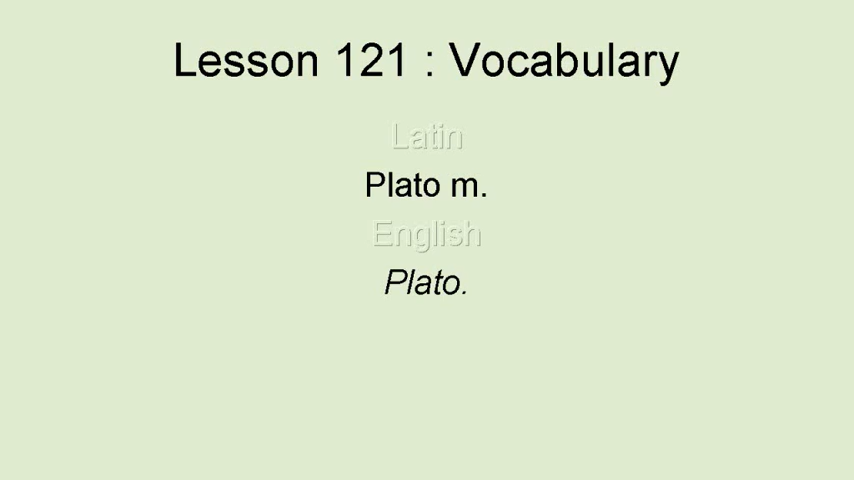 Lesson 121 : Vocabulary
Latin
Plato m.
English
Plato.